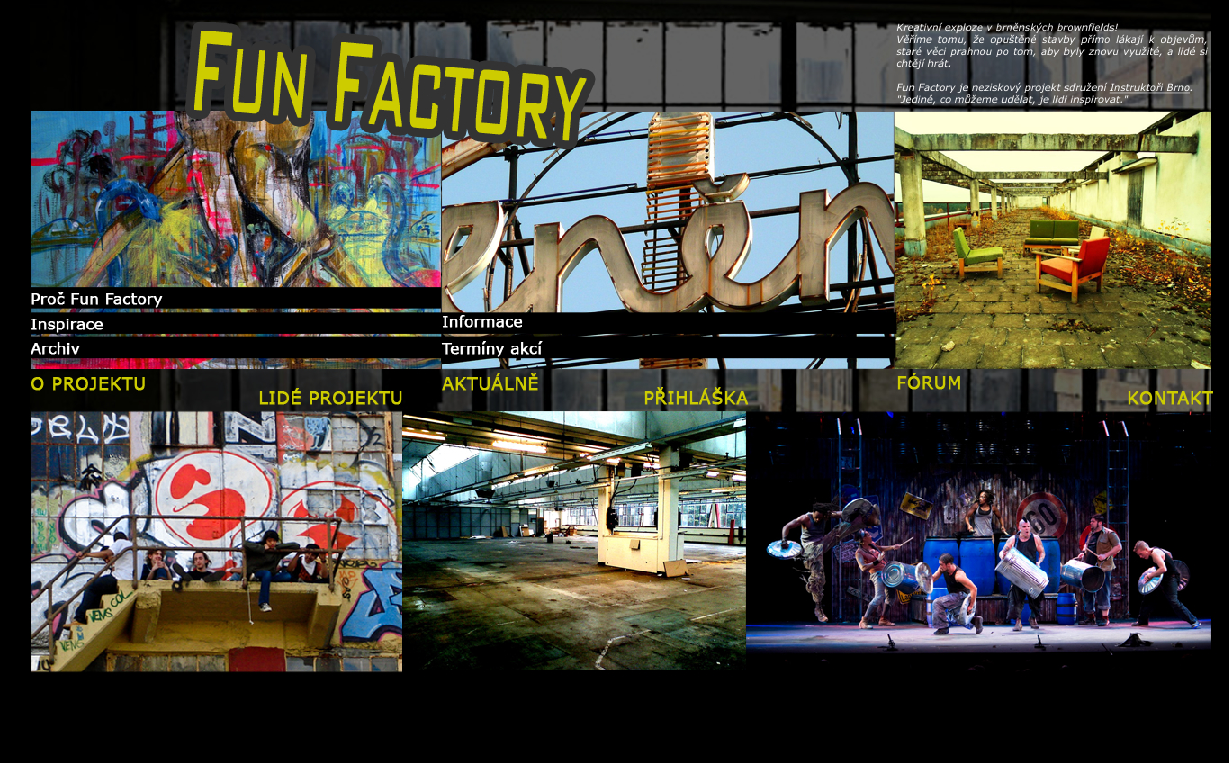 FUN FACTORY
Kreativní exploze v brněnských brownfields!
Věříme tomu, že opuštěné stavby přímo lákají k objevům,
staré věci prahnou po tom, aby byly znovu využité, a lidé si
chtějí hrát.
Fun Factory je neziskový projekt sdružení Instruktoři Brno.
"Jediné, co můžeme udělat, je lidi inspirovat."
eněn
Proč Fun Factory
Inspirace
Archiv
Informace
Termíny akcí
O PROJEKTU
LIDÉ PROJEKTU
AKTUÁLNĚ
PŘIHLÁŠKA
FÓRUM
KONTAKT